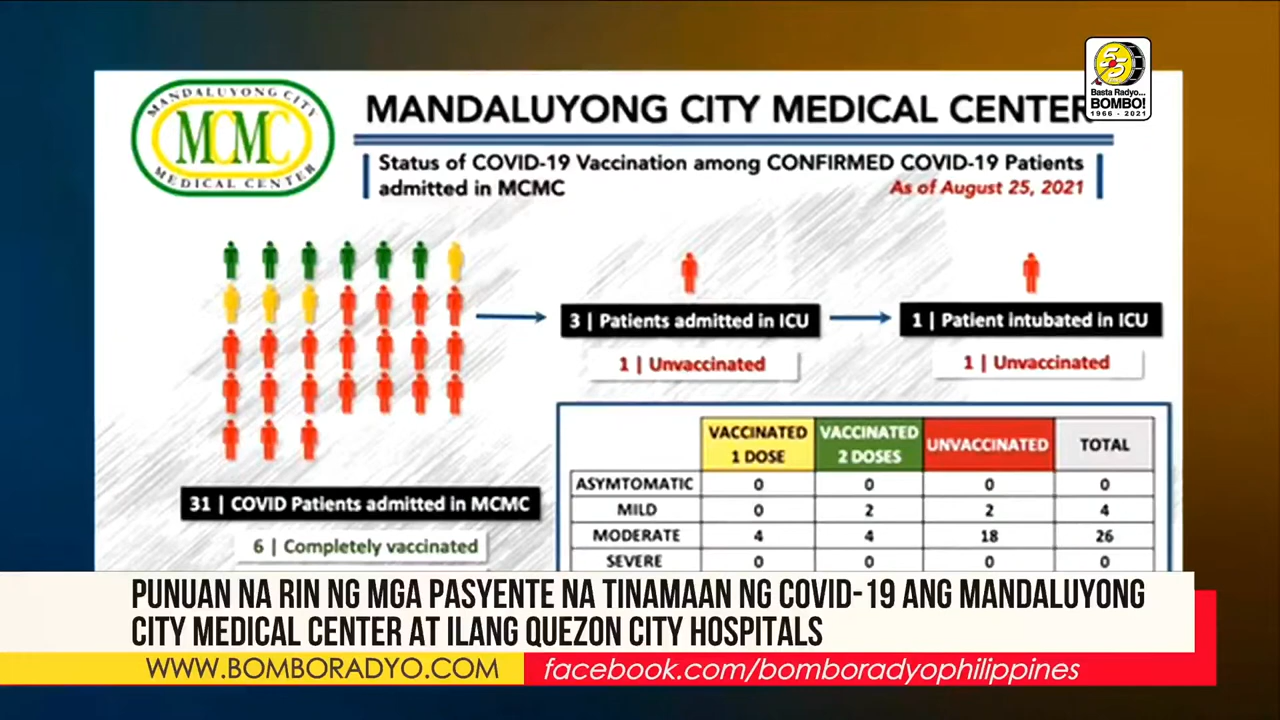 55
Basta Radyo...
BOMBO!
1966 - 2021
MANDALUYONG CITY
MCMC
MEDICAL CENTER
MANDALUYONG CITY MEDICAL CENTER
Status of COVID-19 Vaccination among CONFIRMED COVID-19 Patients
admitted in MCMC
As of August 25, 2021
3 | Patients admitted in ICU
1 | Unvaccinated
1 | Patient intubated in ICU
1 | Unvaccinated
31 | COVID Patients admitted in MCMC
6 | Completely vaccinated
VACCINATED 1 DOSE VACCINATED 2 DOSES UNVACCINATED TOTAL
ASYMTOMATIC 0 0 0 0
MILD 0 2 2 4
MODERATE 4 4 18 26
SEVERE 0 0 0 0
PUNUAN NA RIN NG MGA PASYENTE NA TINAMAAN NG COVID-19 ANG MANDALUYONG
CITY MEDICAL CENTER AT ILANG QUEZON CITY HOSPITALS
WWW.BOMBORADYO.COM
facebook.com/bomboradyophilippines